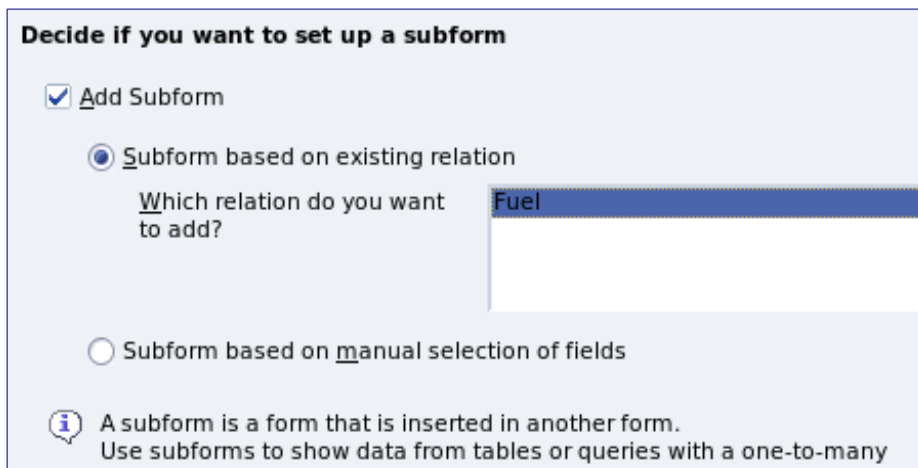 Decide if you want to set up a subform
Add Subform
Subform based on existing relation
Which relation do you want
to add?
Fuel
Subform based on manual selection of fields
A subform is a form that is inserted in another form.
Use subforms to show data from tables or queries with a one-to-many